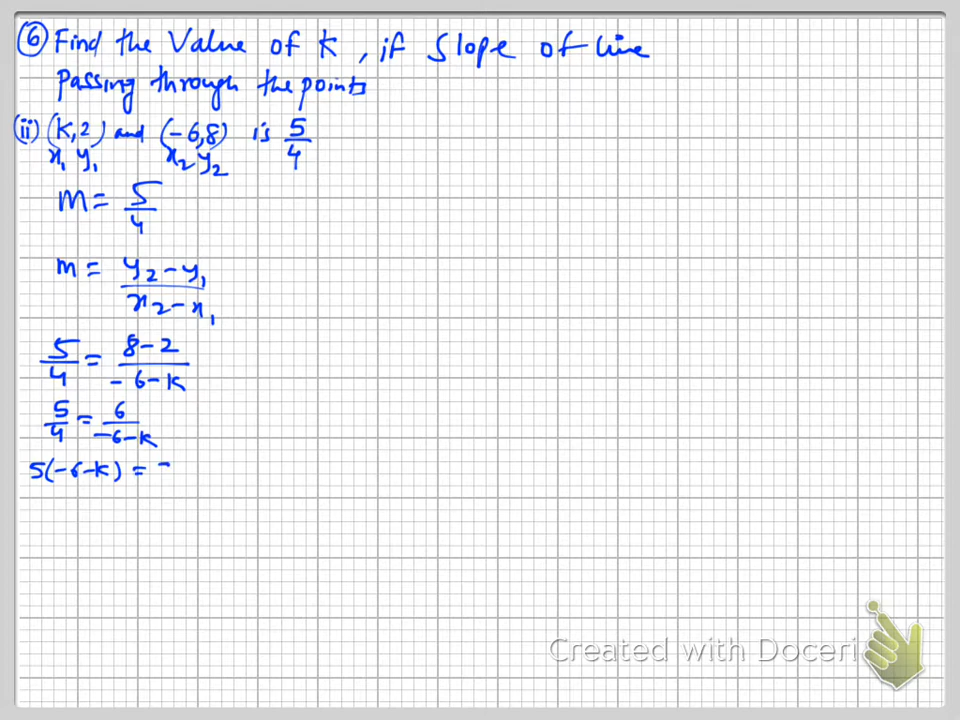 ⑥ Find the Value of k, if Slope of line
passing through the points
(ii) (k,2) and (-6,8) is 5/4
x₁ y₁ x₂ y₂
m = 5/4
m = y₂-y₁/x₂-x₁
5/4 = 8-2/-6-k
5/4 = 6/-6-k
5(-6-k) =
Created with Doceri